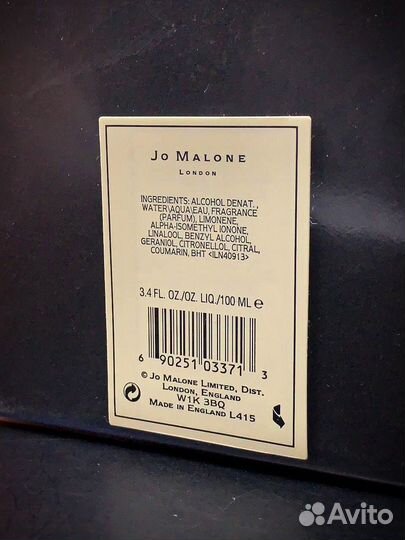 JO MALONE
LONDON
INGREDIENTS: ALCOHOL DENAT. ,
WATER\AQUA\EAU, FRAGRANCE
(PARFUM), LIMONENE,
ALPHA-ISOMETHYL IONONE,
LINALOOL, BENZYL ALCOHOL,
GERANIOL, CITRONELLOL, CITRAL,
COUMARIN, BHT <ILN40913>
3.4 FL. OZ./OZ. LIQ./100 ML ℮
6 90251 03371 3
© JO MALONE LIMITED, DIST.
LONDON, ENGLAND
W1K 3BQ
MADE IN ENGLAND L415
Avito